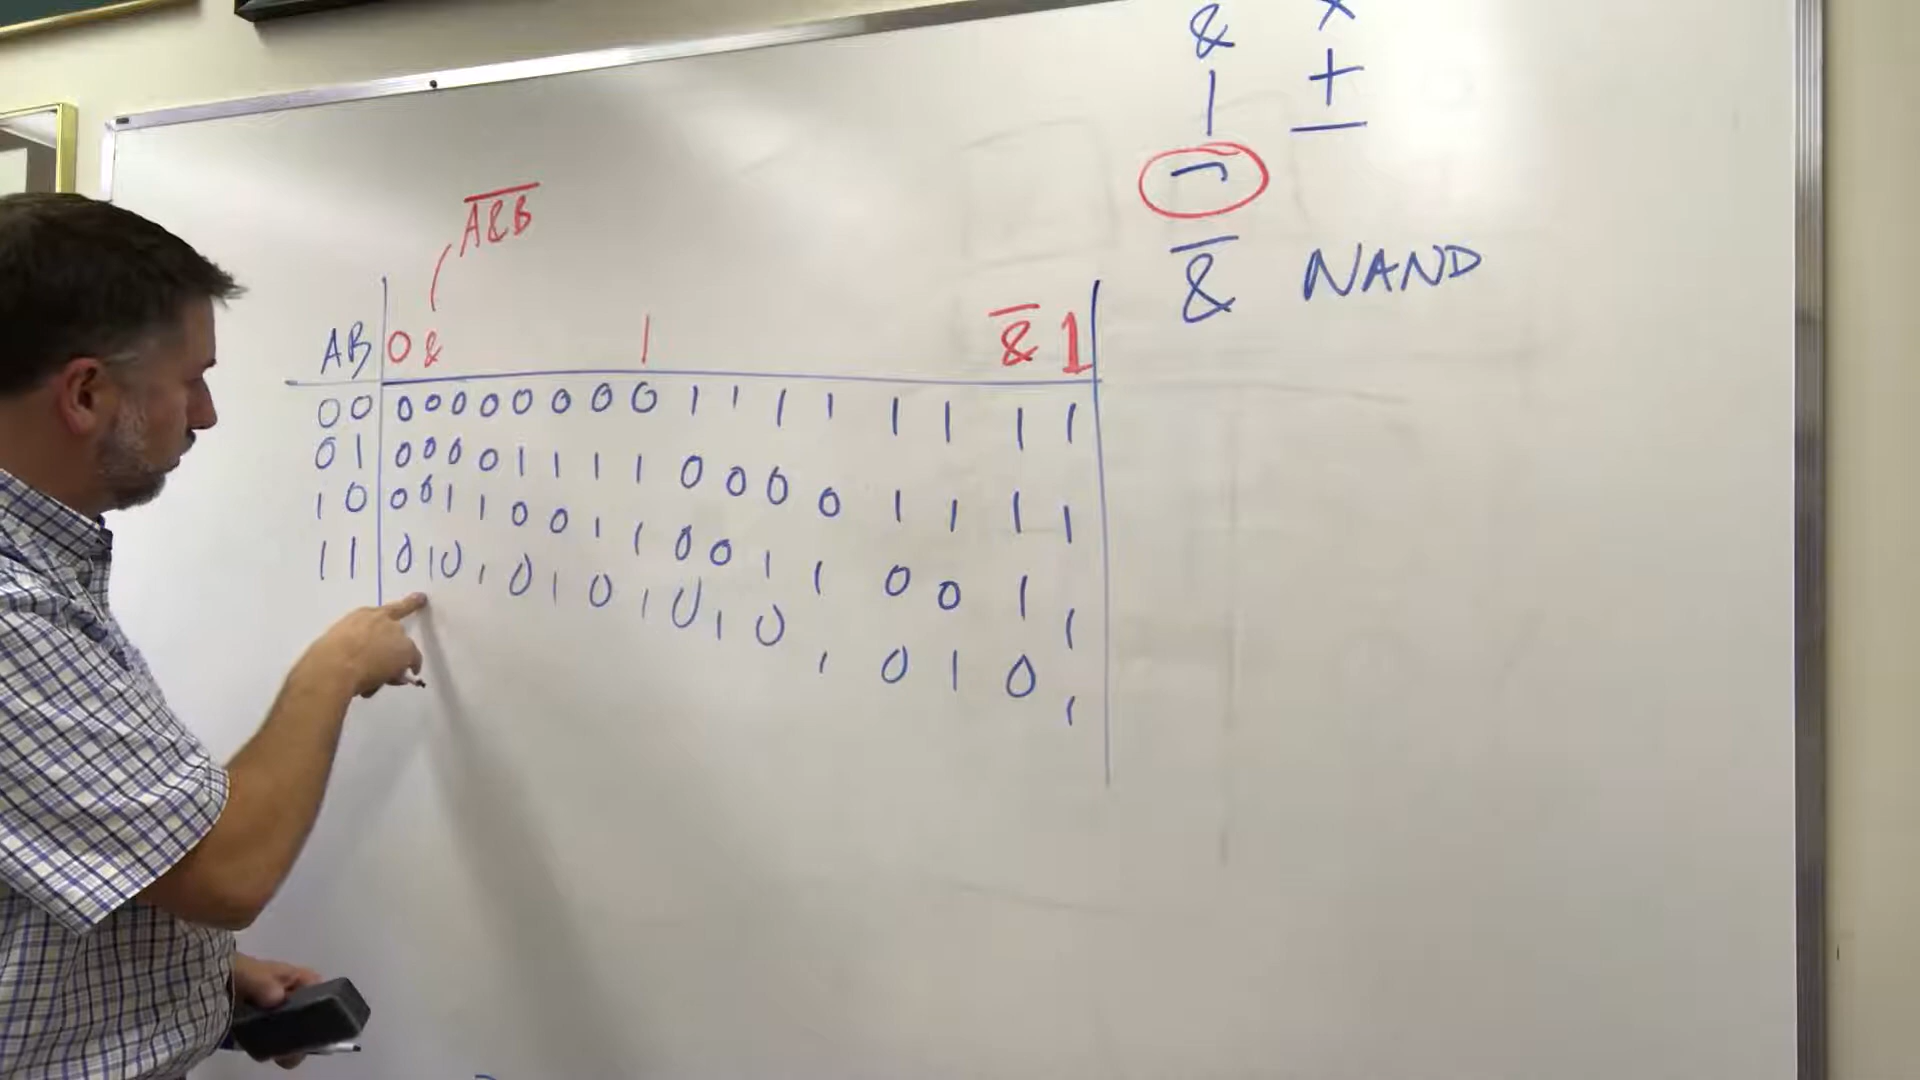 & ×
| +
¬ —
A&B
& NAND
AB 0 & | & 1
00 0 0 0 0 0 0 0 0 1 1 1 1 1 1 1 1
01 0 0 0 0 1 1 1 1 0 0 0 0 1 1 1 1
10 0 0 1 1 0 0 1 1 0 0 1 1 0 0 1 1
11 0 1 0 1 0 1 0 1 0 1 0 1 0 1 0 1